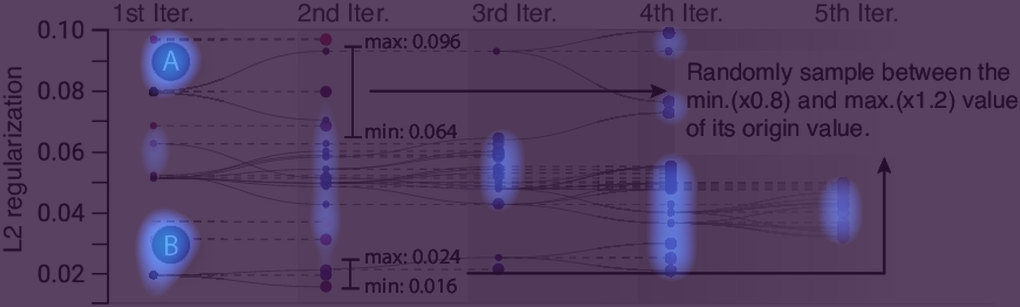 1st Iter. 2nd Iter. 3rd Iter. 4th Iter. 5th Iter.
L2 regularization
0.10
0.08
0.06
0.04
0.02
A
B
max: 0.096
min: 0.064
max: 0.024
min: 0.016
Randomly sample between the
min.(x0.8) and max.(x1.2) value
of its origin value.